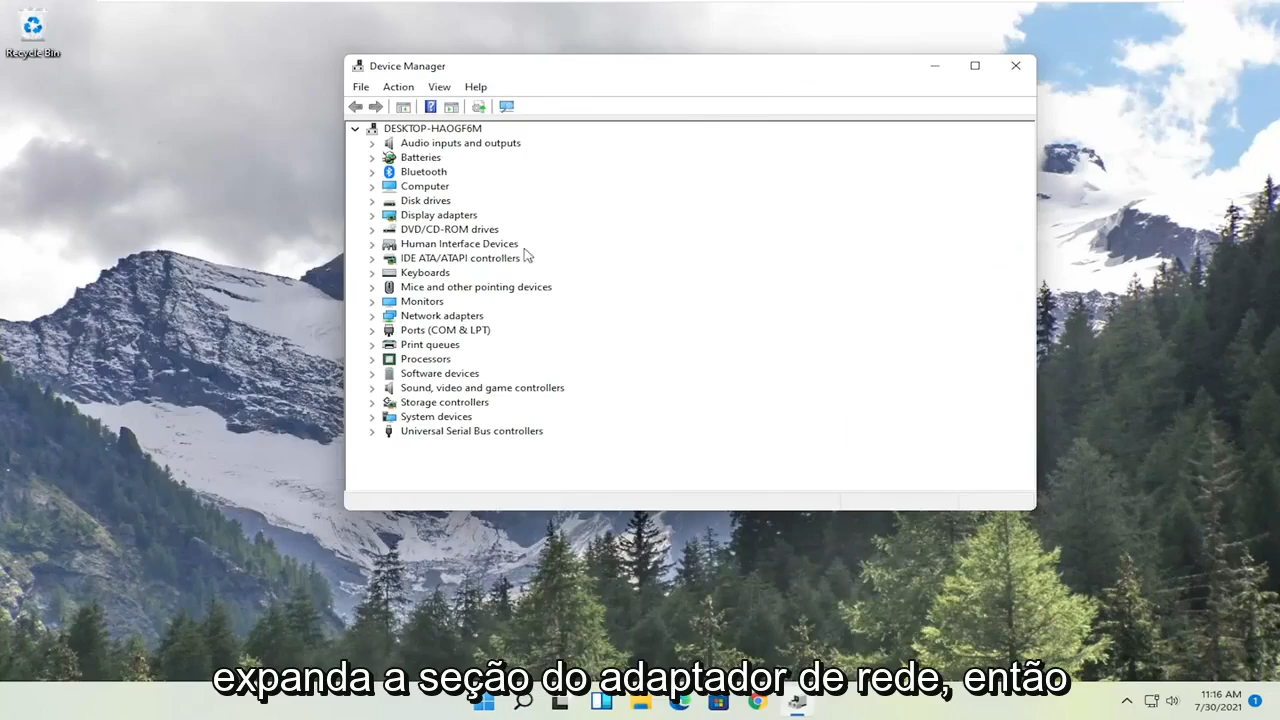 Recycle Bin
Device Manager
File Action View Help
DESKTOP-HAOGF6M
Audio inputs and outputs
Batteries
Bluetooth
Computer
Disk drives
Display adapters
DVD/CD-ROM drives
Human Interface Devices
IDE ATA/ATAPI controllers
Keyboards
Mice and other pointing devices
Monitors
Network adapters
Ports (COM & LPT)
Print queues
Processors
Software devices
Sound, video and game controllers
Storage controllers
System devices
Universal Serial Bus controllers
expanda a seção do adaptador de rede, então
11:16 AM
7/30/2021
1